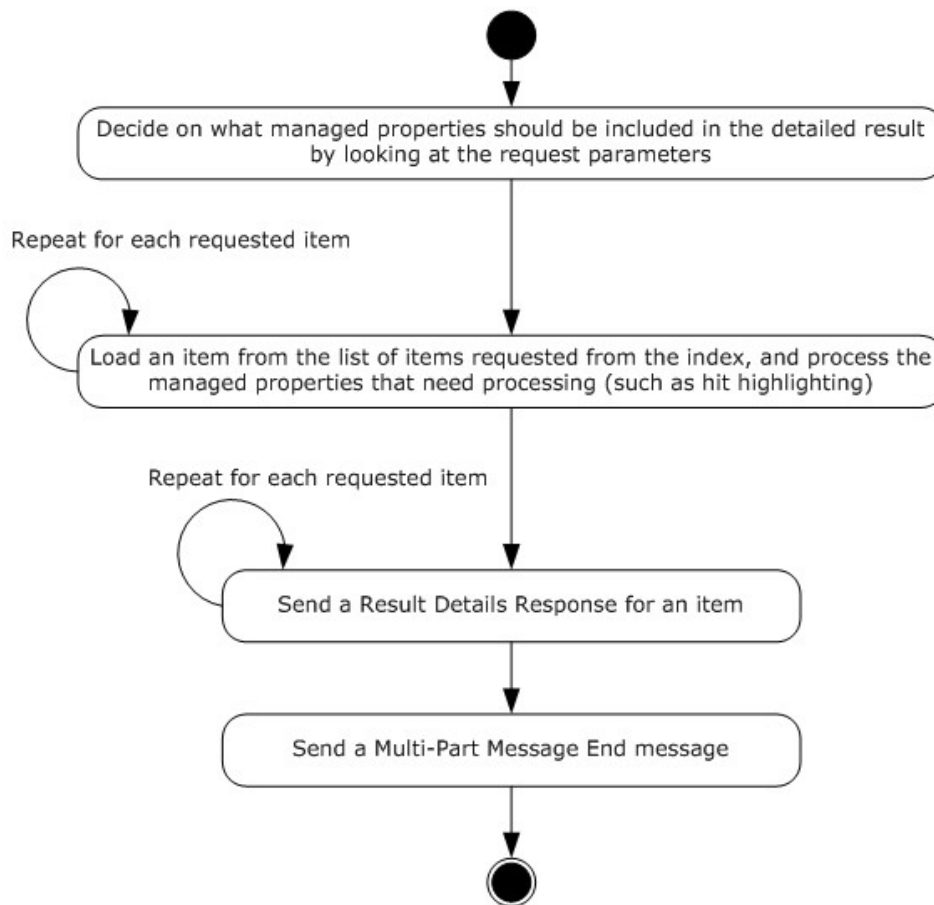 Decide on what managed properties should be included in the detailed result
by looking at the request parameters
Repeat for each requested item
Load an item from the list of items requested from the index, and process the
managed properties that need processing (such as hit highlighting)
Repeat for each requested item
Send a Result Details Response for an item
Send a Multi-Part Message End message